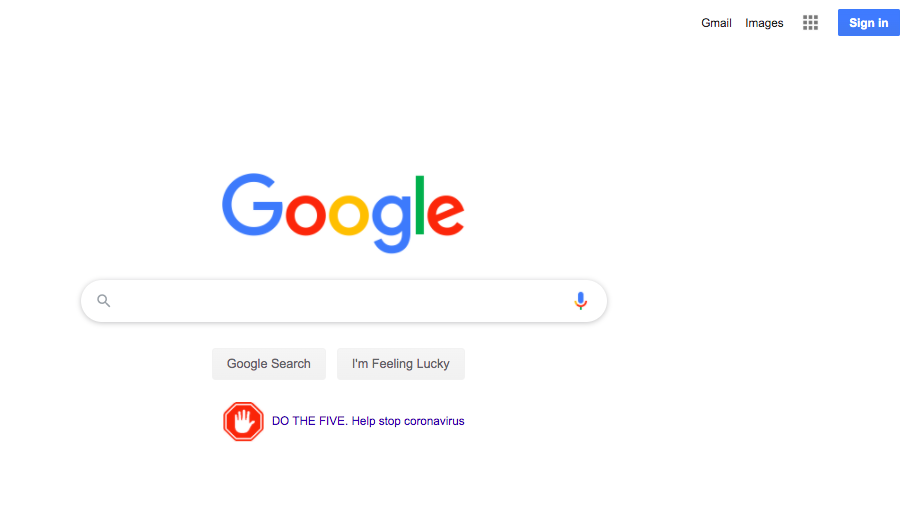 Gmail Images Sign in
Google
Google Search I'm Feeling Lucky
DO THE FIVE. Help stop coronavirus